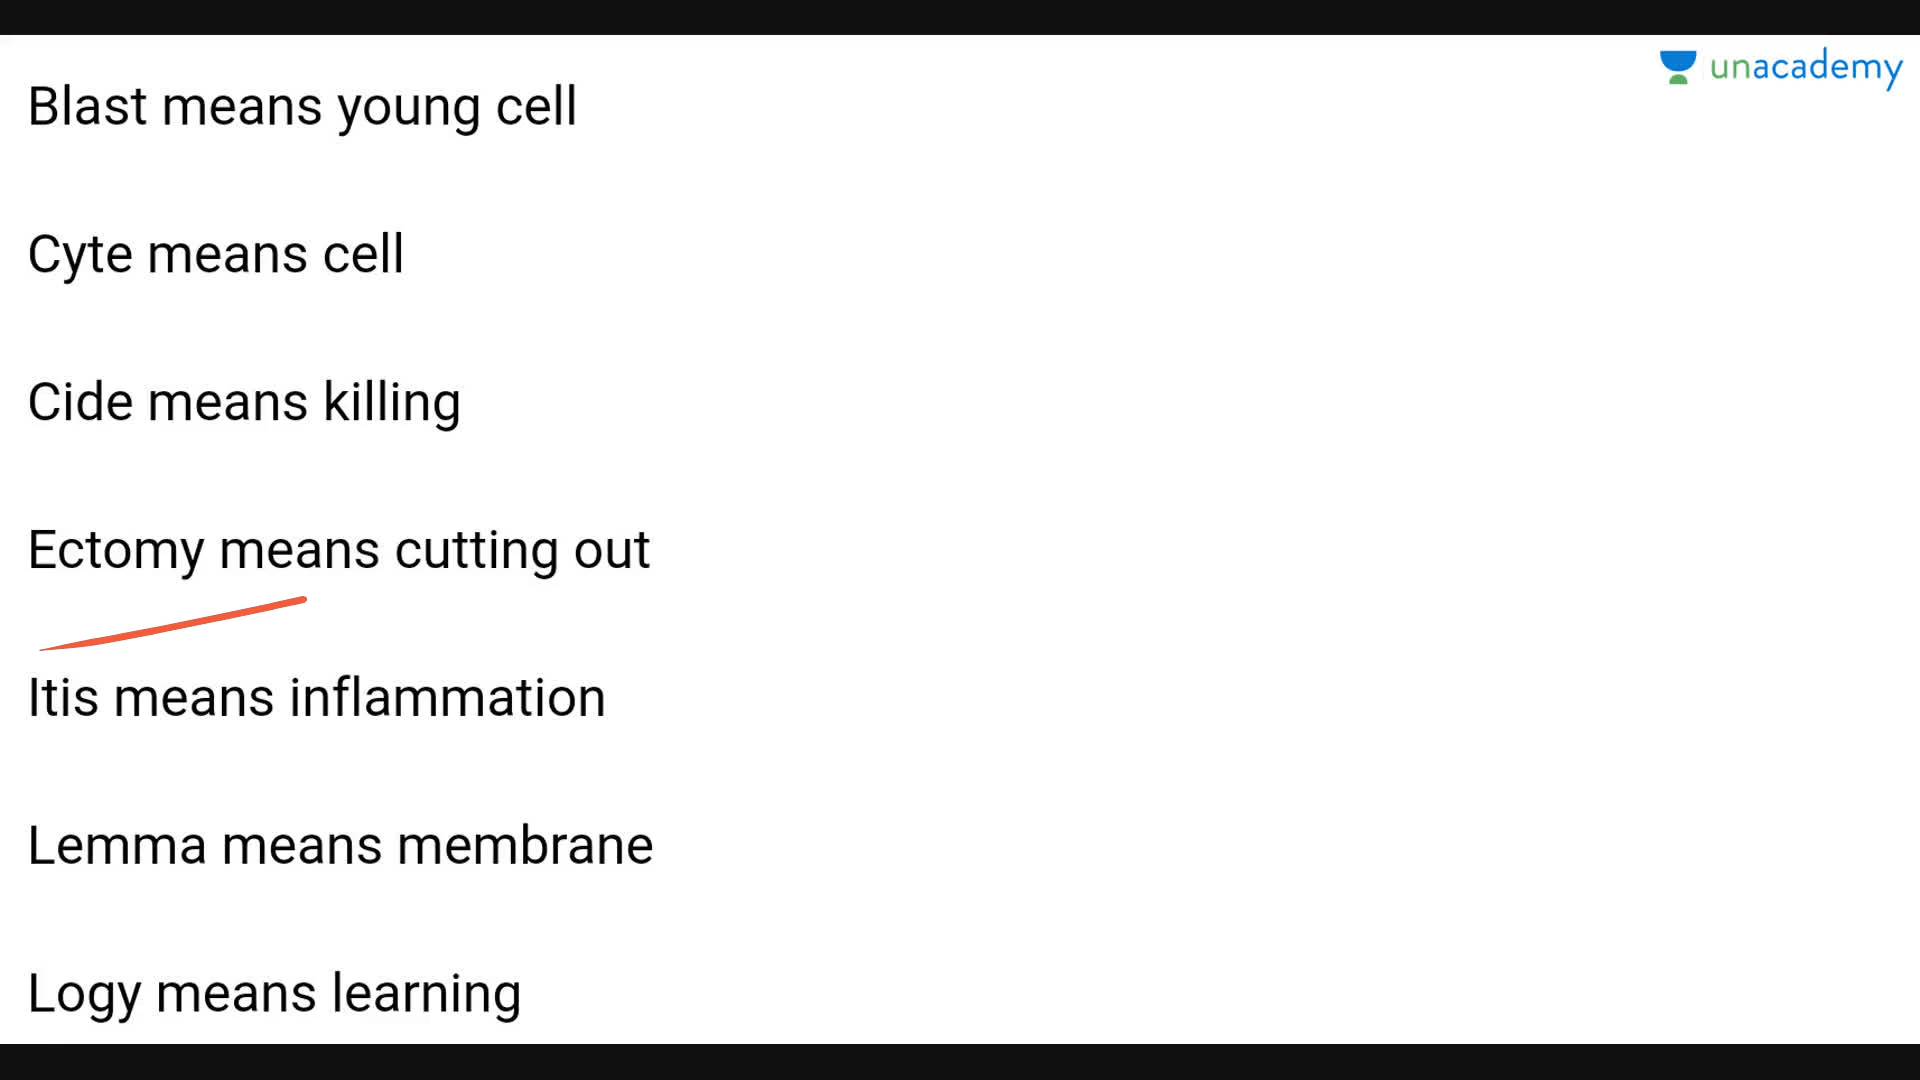 unacademy
Blast means young cell
Cyte means cell
Cide means killing
Ectomy means cutting out
Itis means inflammation
Lemma means membrane
Logy means learning